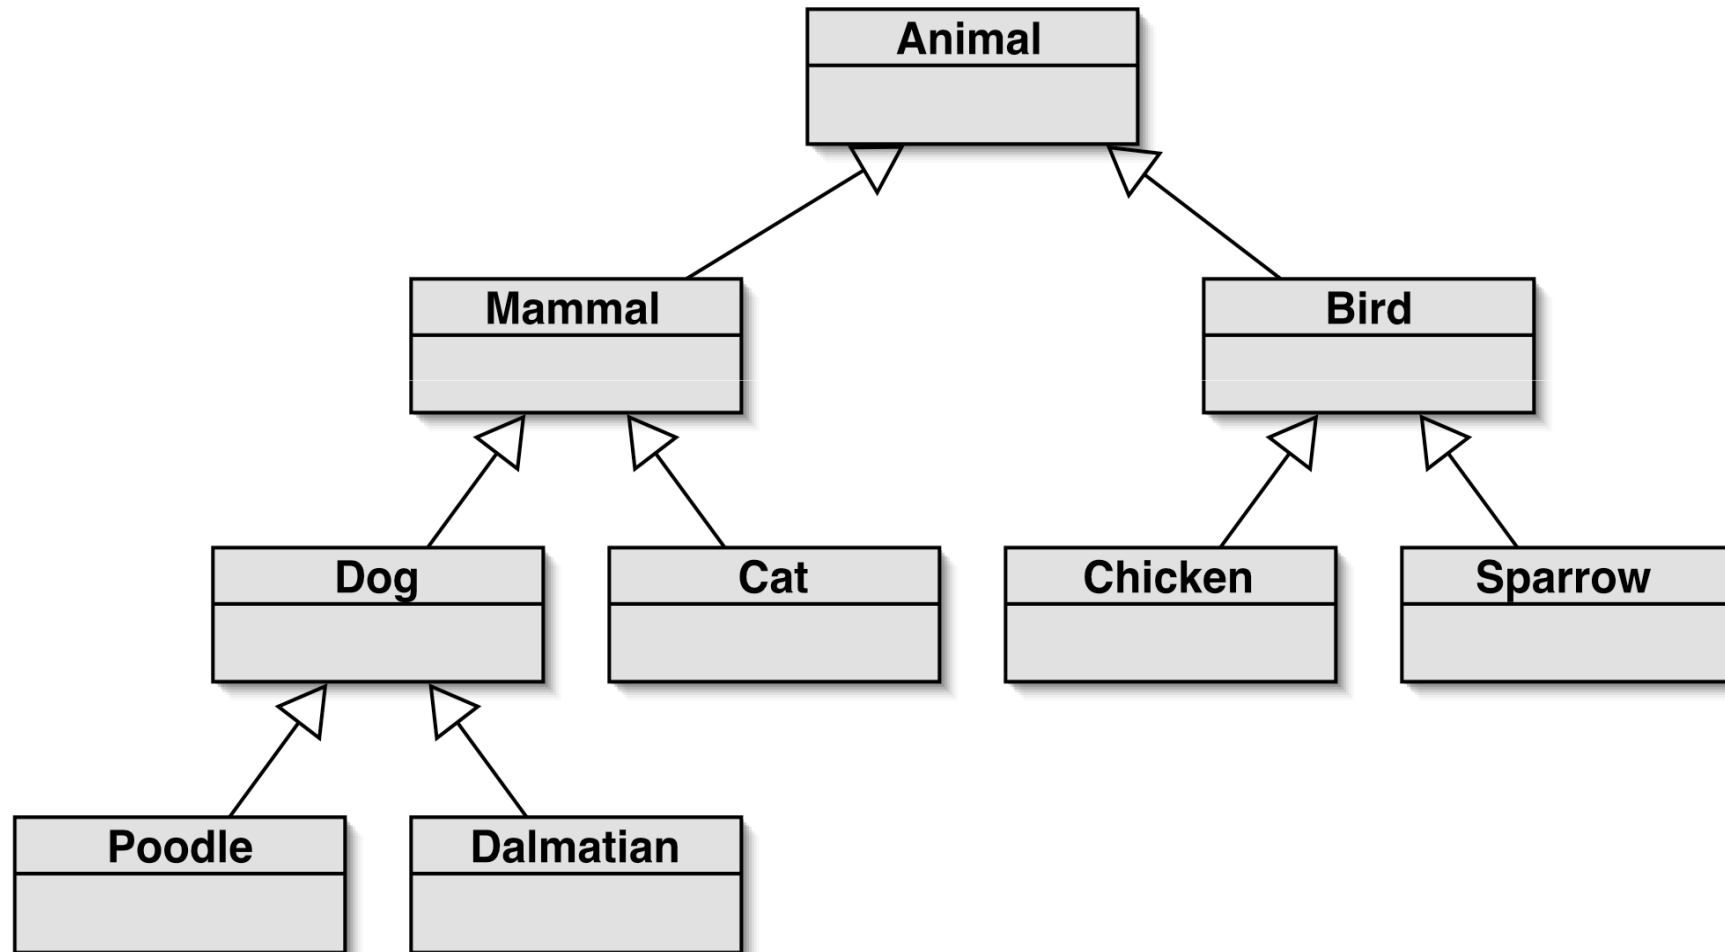 Animal
Mammal
Bird
Dog
Cat
Chicken
Sparrow
Poodle
Dalmatian